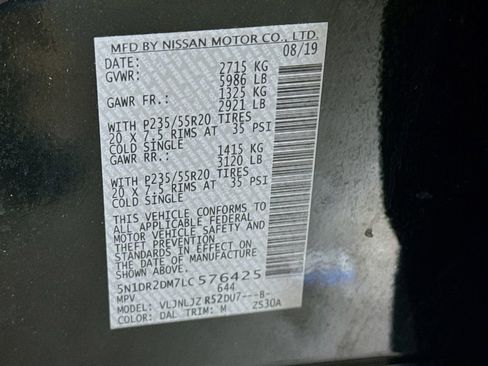 MFD BY NISSAN MOTOR CO., LTD.
DATE: 08/19
GVWR: 2715 KG
5986 LB
GAWR FR.: 1325 KG
2921 LB
WITH P235/55R20 TIRES
20 X 7.5 RIMS AT 35 PSI
COLD SINGLE
GAWR RR.: 1415 KG
3120 LB
WITH P235/55R20 TIRES
20 X 7.5 RIMS AT 35 PSI
COLD SINGLE
THIS VEHICLE CONFORMS TO
ALL APPLICABLE FEDERAL
MOTOR VEHICLE SAFETY AND
THEFT PREVENTION
STANDARDS IN EFFECT ON
THE DATE OF MANUFACTURE
SHOWN ABOVE.
5N1DR2DM7LC576425
MPV 644
MODEL: VLJNLJZ R52DU7---B-
COLOR: DAL TRIM: M ZS30A